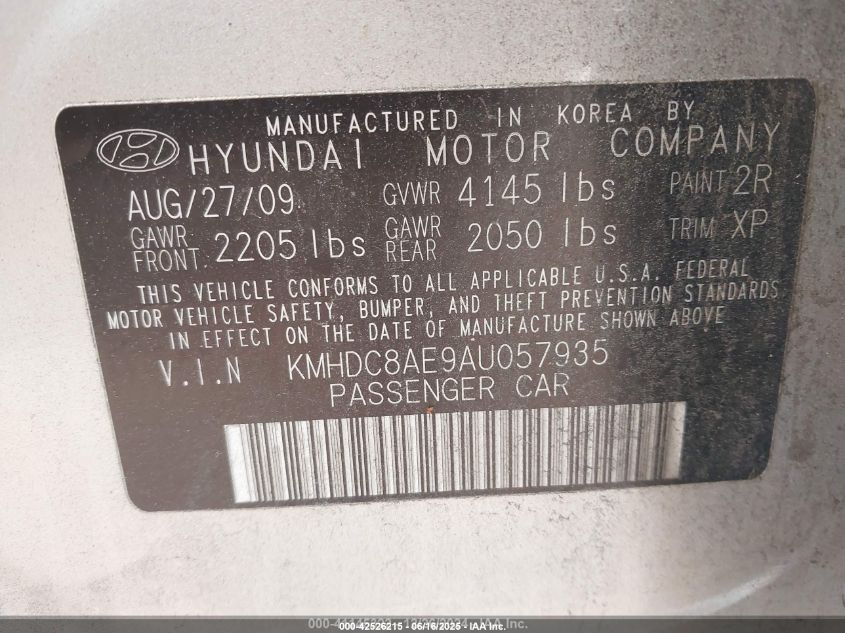 MANUFACTURED IN KOREA BY
HYUNDAI MOTOR COMPANY
AUG/27/09 GVWR 4145 lbs PAINT 2R
GAWR FRONT 2205 lbs GAWR REAR 2050 lbs TRIM XP
THIS VEHICLE CONFORMS TO ALL APPLICABLE U.S.A. FEDERAL
MOTOR VEHICLE SAFETY, BUMPER, AND THEFT PREVENTION STANDARDS
IN EFFECT ON THE DATE OF MANUFACTURE SHOWN ABOVE
V.I.N KMHDC8AE9AU057935
PASSENGER CAR
000-42526215 - 06/16/2025 - IAA Inc.